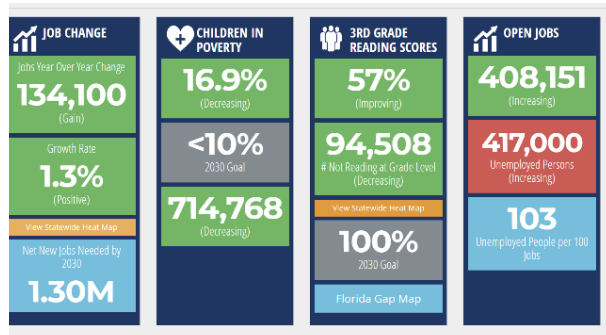 JOB CHANGE
Jobs Year Over Year Change
134,100
(Gain)
Growth Rate
1.3%
(Positive)
View Statewide Heat Map
Net New Jobs Needed by
2030
1.30M
CHILDREN IN
POVERTY
16.9%
(Decreasing)
<10%
2030 Goal
714,768
(Decreasing)
3RD GRADE
READING SCORES
57%
(Improving)
94,508
# Not Reading at Grade Level
(Decreasing)
View Statewide Heat Map
100%
2030 Goal
Florida Gap Map
OPEN JOBS
408,151
(Increasing)
417,000
Unemployed Persons
(Increasing)
103
Unemployed People per 100
Jobs